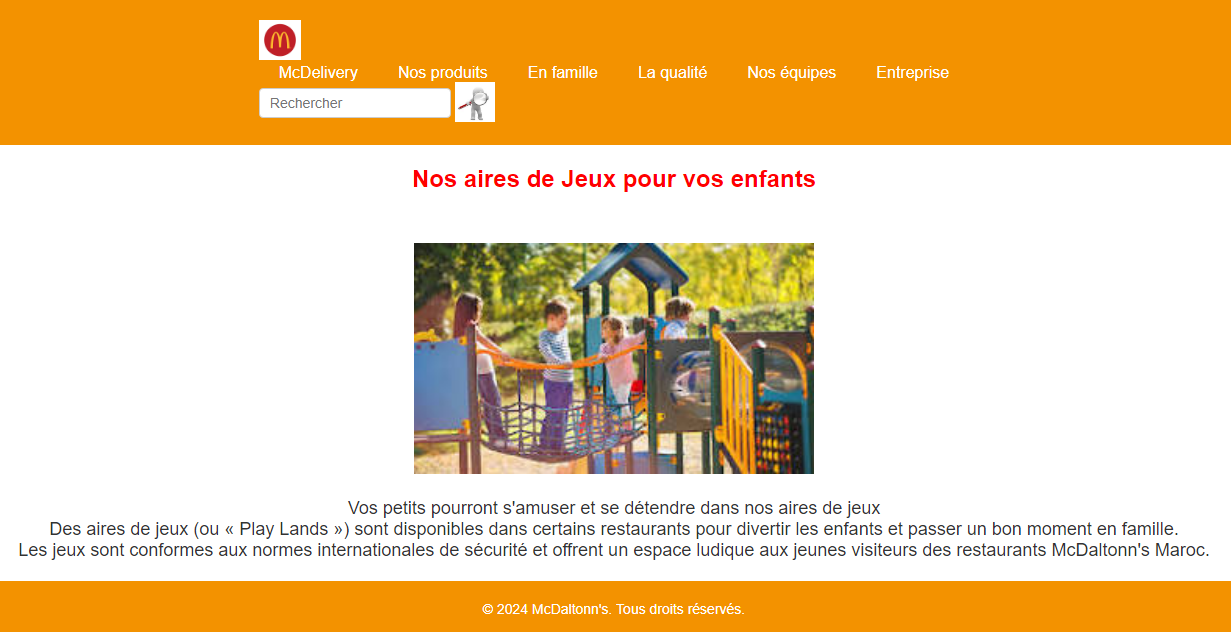 McDelivery Nos produits En famille La qualité Nos équipes Entreprise
Rechercher
Nos aires de Jeux pour vos enfants
Vos petits pourront s'amuser et se détendre dans nos aires de jeux
Des aires de jeux (ou « Play Lands ») sont disponibles dans certains restaurants pour divertir les enfants et passer un bon moment en famille.
Les jeux sont conformes aux normes internationales de sécurité et offrent un espace ludique aux jeunes visiteurs des restaurants McDaltonn's Maroc.
© 2024 McDaltonn's. Tous droits réservés.